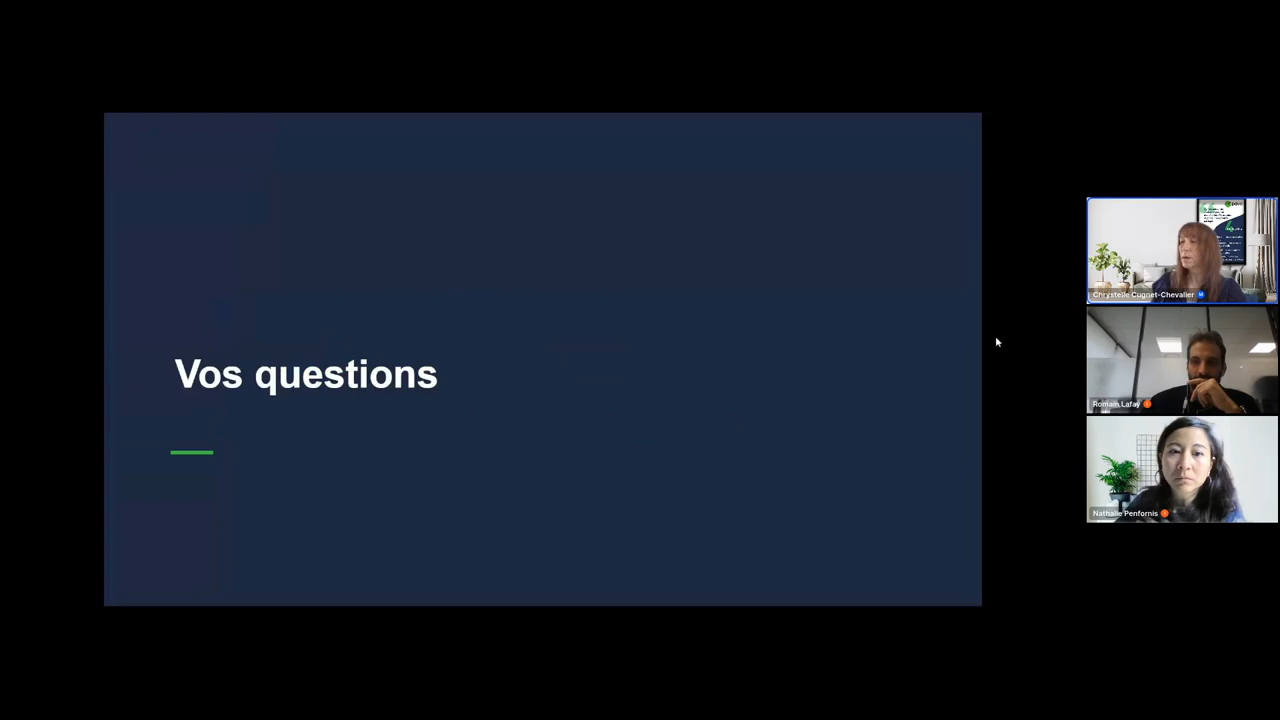 Vos questions
Chrystelle Cugnet-Chevalier
Romain Lafay
Nathalie Penfornis